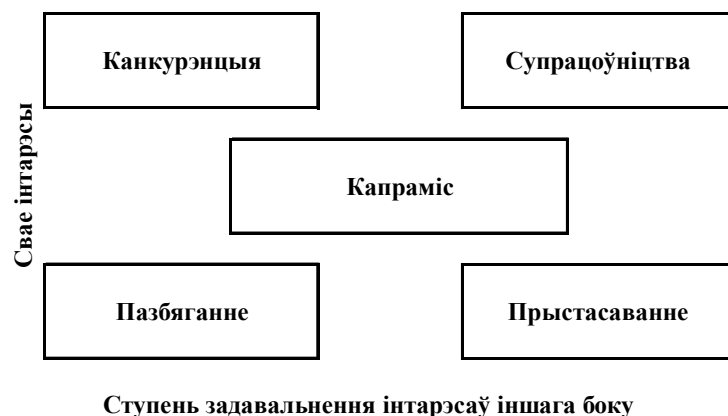 Канкурэнцыя
Супрацоўніцтва
Свае інтарэсы
Капраміс
Пазбяганне
Прыстасаванне
Ступень задавальнення інтарэсаў іншага боку